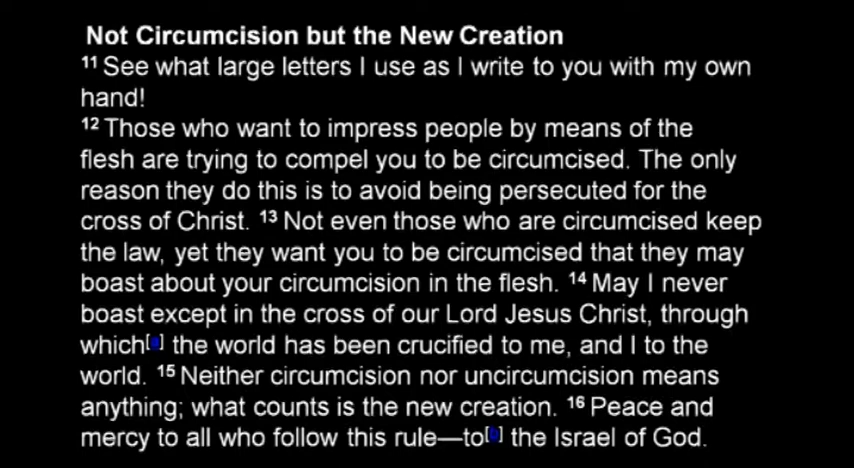 Not Circumcision but the New Creation
11 See what large letters I use as I write to you with my own
hand!
12 Those who want to impress people by means of the
flesh are trying to compel you to be circumcised. The only
reason they do this is to avoid being persecuted for the
cross of Christ. 13 Not even those who are circumcised keep
the law, yet they want you to be circumcised that they may
boast about your circumcision in the flesh. 14 May I never
boast except in the cross of our Lord Jesus Christ, through
which[a] the world has been crucified to me, and I to the
world. 15 Neither circumcision nor uncircumcision means
anything; what counts is the new creation. 16 Peace and
mercy to all who follow this rule—to[b] the Israel of God.